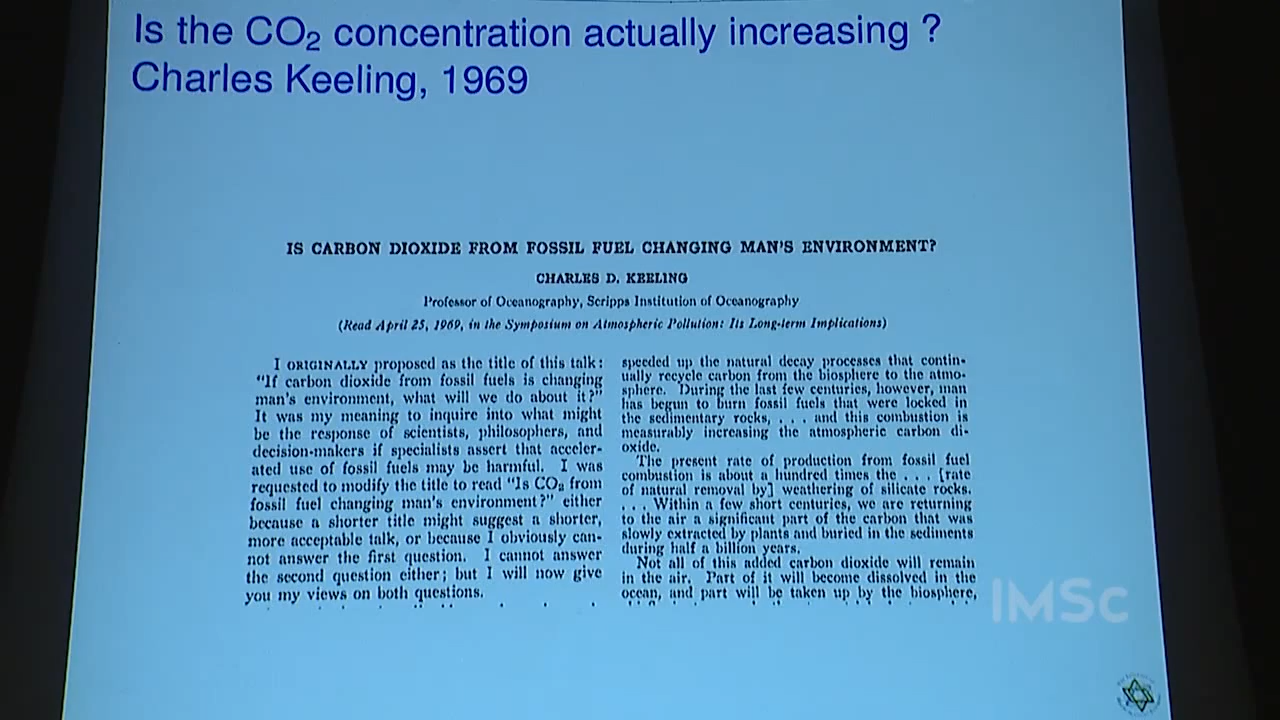 Is the CO₂ concentration actually increasing ?
Charles Keeling, 1969
IS CARBON DIOXIDE FROM FOSSIL FUEL CHANGING MAN'S ENVIRONMENT?
CHARLES D. KEELING
Professor of Oceanography, Scripps Institution of Oceanography
(Read April 25, 1969, in the Symposium on Atmospheric Pollution: Its Long-term Implications)
I ORIGINALLY proposed as the title of this talk:
"If carbon dioxide from fossil fuels is changing
man's environment, what will we do about it?"
It was my meaning to inquire into what might
be the response of scientists, philosophers, and
decision-makers if specialists assert that acceler-
ated use of fossil fuels may be harmful. I was
requested to modify the title to read "Is CO₂ from
fossil fuel changing man's environment?" either
because a shorter title might suggest a shorter,
more acceptable talk, or because I obviously can-
not answer the first question. I cannot answer
the second question either; but I will now give
you my views on both questions.
speeded up the natural decay processes that contin-
ually recycle carbon from the biosphere to the atmo-
sphere. During the last few centuries, however, man
has begun to burn fossil fuels that were locked in
the sedimentary rocks, . . . and this combustion is
measurably increasing the atmospheric carbon di-
oxide.
The present rate of production from fossil fuel
combustion is about a hundred times the . . . [rate
of natural removal by] weathering of silicate rocks.
. . . Within a few short centuries, we are returning
to the air a significant part of the carbon that was
slowly extracted by plants and buried in the sediments
during half a billion years.
Not all of this added carbon dioxide will remain
in the air. Part of it will become dissolved in the
ocean, and part will be taken up by the biosphere,
IMSc